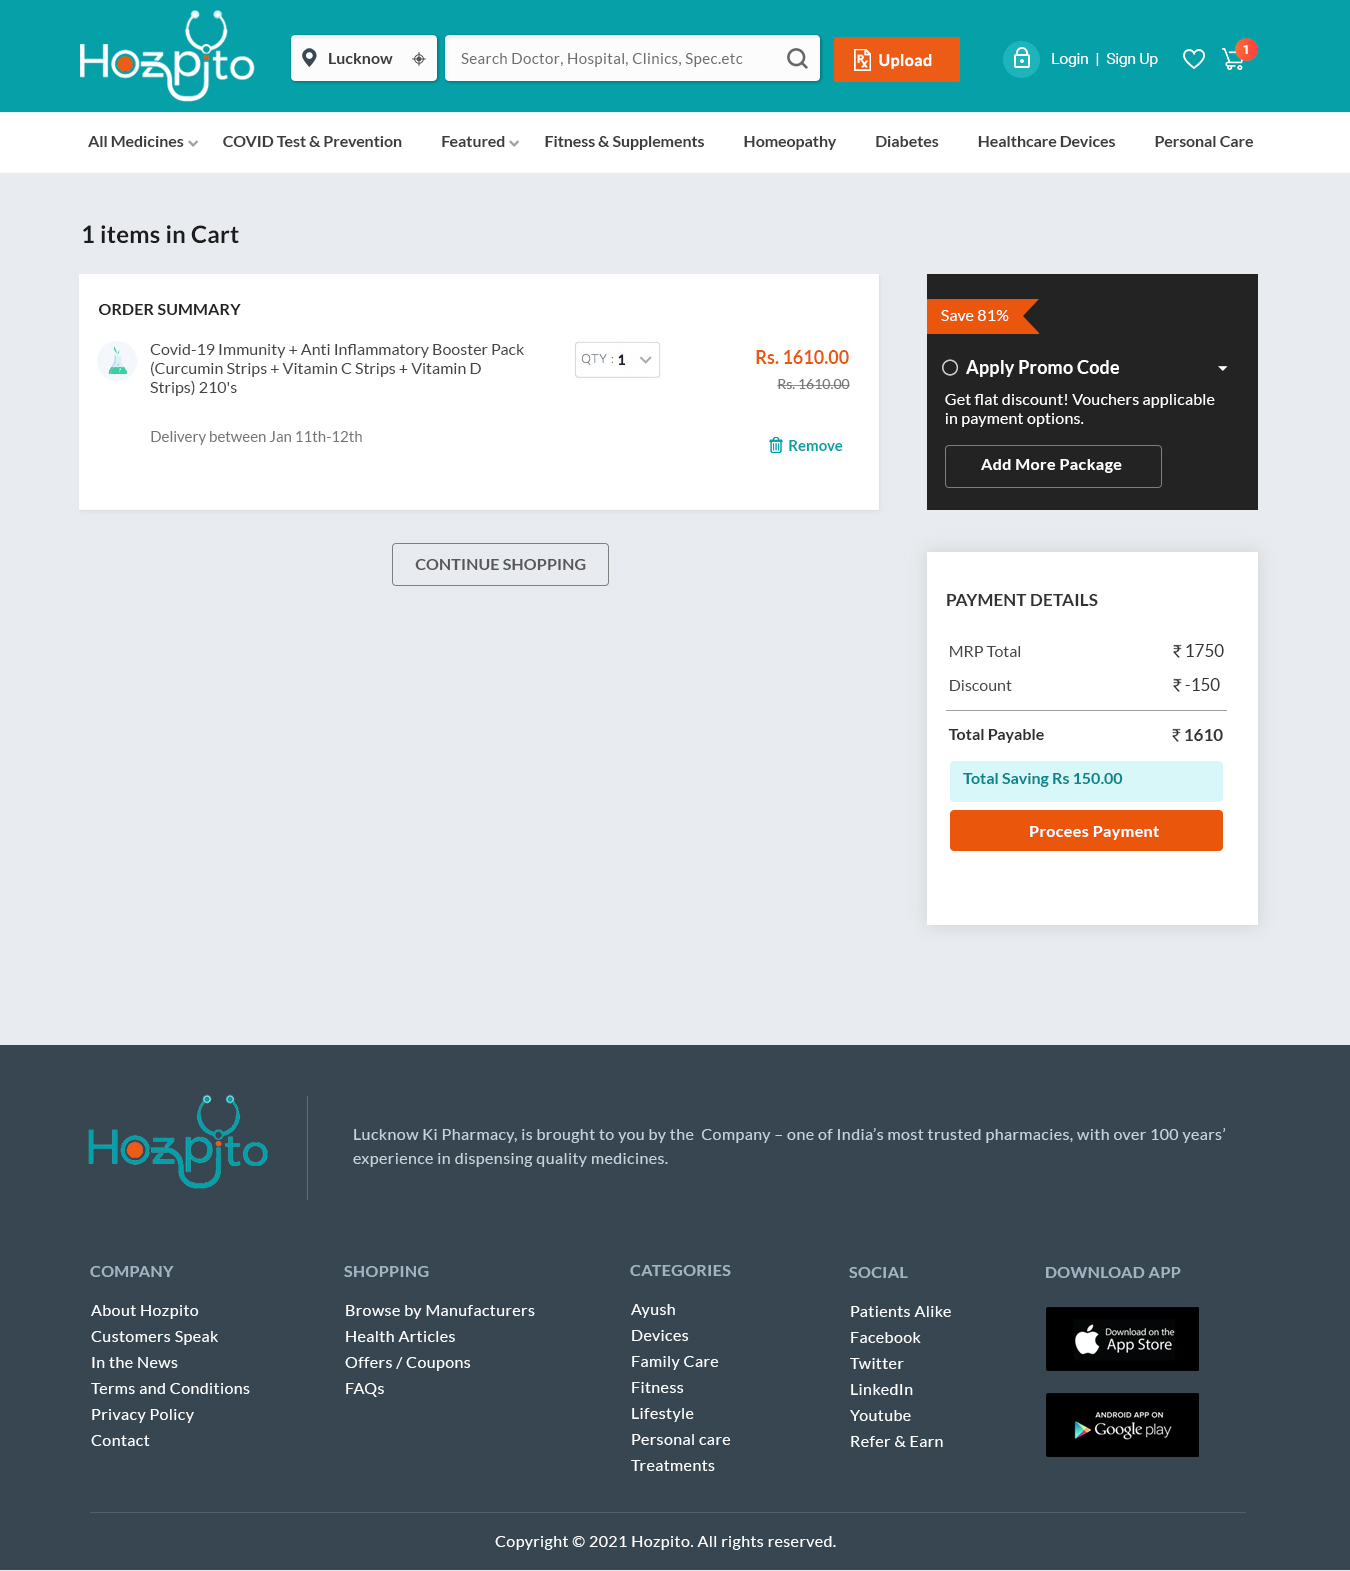 Hozpito
Lucknow
Search Doctor, Hospital, Clinics, Spec.etc
Rx Upload
Login | Sign Up
1
All Medicines
COVID Test & Prevention
Featured
Fitness & Supplements
Homeopathy
Diabetes
Healthcare Devices
Personal Care
1 items in Cart
ORDER SUMMARY
Covid-19 Immunity + Anti Inflammatory Booster Pack
(Curcumin Strips + Vitamin C Strips + Vitamin D
Strips) 210's
QTY : 1
Rs. 1610.00
Rs. 1610.00
Delivery between Jan 11th-12th
Remove
CONTINUE SHOPPING
Save 81%
Apply Promo Code
Get flat discount! Vouchers applicable
in payment options.
Add More Package
PAYMENT DETAILS
MRP Total ₹ 1750
Discount ₹ -150
Total Payable ₹ 1610
Total Saving Rs 150.00
Procees Payment
Hozpito
Lucknow Ki Pharmacy, is brought to you by the  Company – one of India’s most trusted pharmacies, with over 100 years’
experience in dispensing quality medicines.
COMPANY
About Hozpito
Customers Speak
In the News
Terms and Conditions
Privacy Policy
Contact
SHOPPING
Browse by Manufacturers
Health Articles
Offers / Coupons
FAQs
CATEGORIES
Ayush
Devices
Family Care
Fitness
Lifestyle
Personal care
Treatments
SOCIAL
Patients Alike
Facebook
Twitter
LinkedIn
Youtube
Refer & Earn
DOWNLOAD APP
Download on the
App Store
ANDROID APP ON
Google play
Copyright © 2021 Hozpito. All rights reserved.